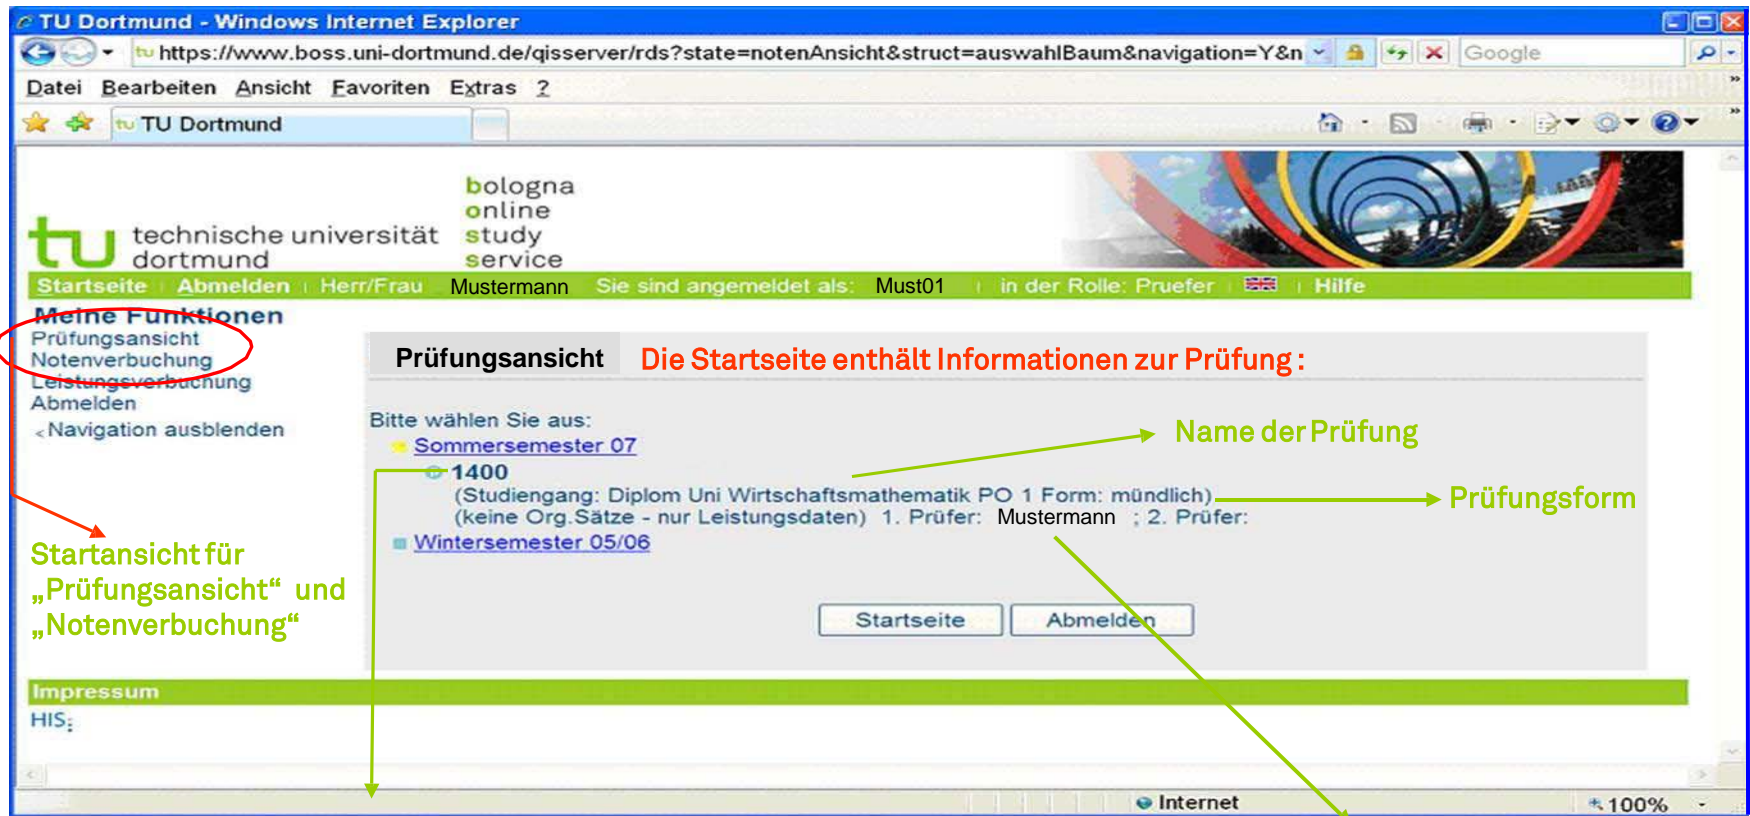 TU Dortmund - Windows Internet Explorer
https://www.boss.uni-dortmund.de/qisserver/rds?state=notenAnsicht&struct=auswahlBaum&navigation=Y&n
Google
Datei Bearbeiten Ansicht Favoriten Extras ?
TU Dortmund
tu technische universität dortmund
bologna
online
study
service
Startseite Abmelden Herr/Frau Mustermann Sie sind angemeldet als: Must01 in der Rolle: Pruefer Hilfe
Meine Funktionen
Prüfungsansicht
Notenverbuchung
Leistungsverbuchung
Abmelden
<Navigation ausblenden
Prüfungsansicht Die Startseite enthält Informationen zur Prüfung :
Bitte wählen Sie aus:
Sommersemester 07
1400
(Studiengang: Diplom Uni Wirtschaftsmathematik PO 1 Form: mündlich)
(keine Org.Sätze - nur Leistungsdaten) 1. Prüfer: Mustermann ; 2. Prüfer:
Wintersemester 05/06
Name der Prüfung
Prüfungsform
Startansicht für
„Prüfungsansicht“ und
„Notenverbuchung“
Startseite Abmelden
Impressum
HIS:
Internet
100%